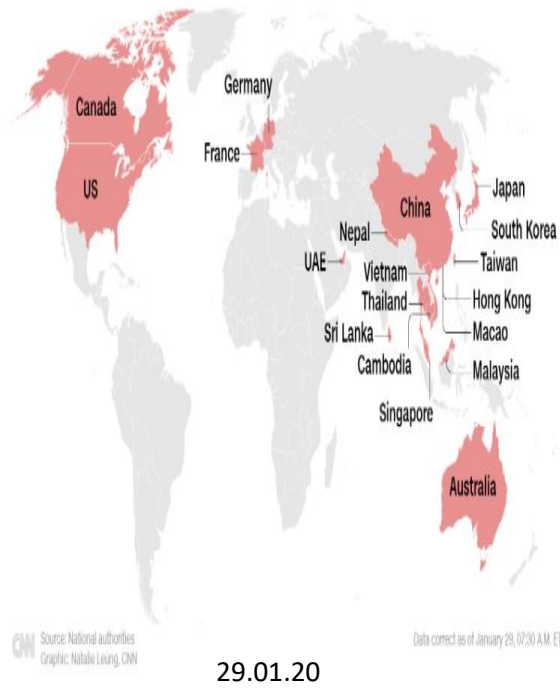 Germany
Canada
France
US
Japan
China
South Korea
Nepal
UAE
Taiwan
Vietnam
Thailand
Hong Kong
Sri Lanka
Macao
Cambodia
Malaysia
Singapore
Australia
CNN
Source: National authorities
Graphic: Natalie Leung, CNN
Data correct as of January 29, 07:30 A.M. ET
29.01.20